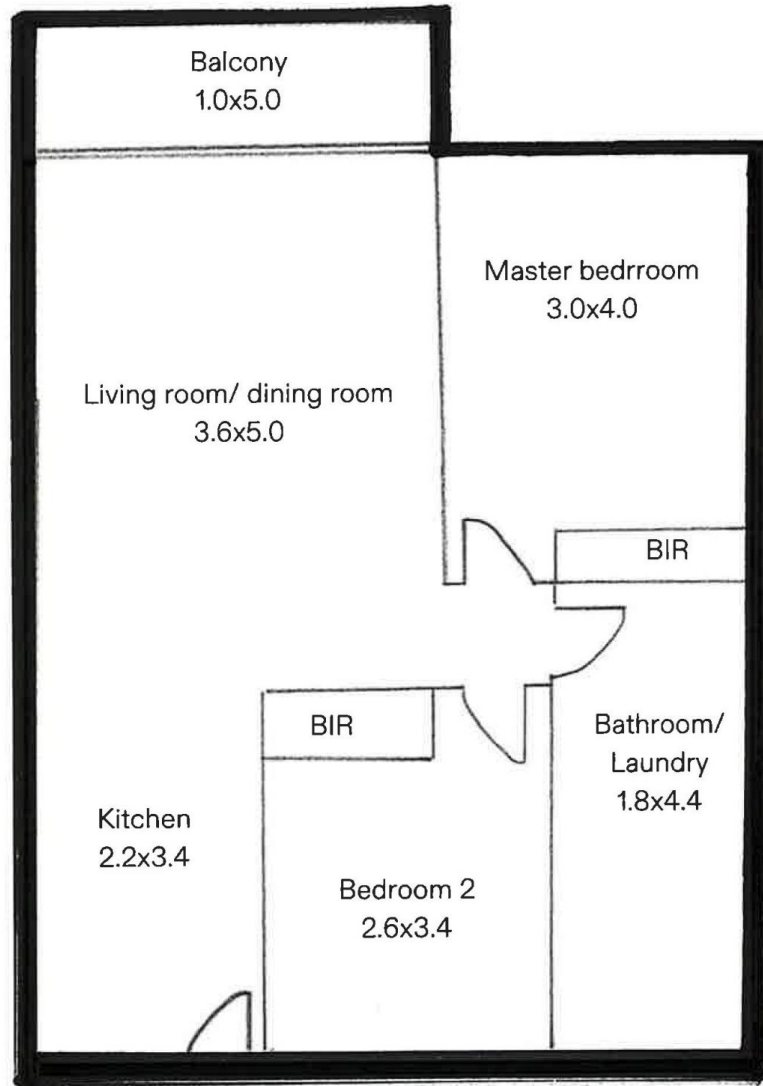 Balcony
1.0x5.0
Master bedrroom
3.0x4.0
Living room/ dining room
3.6x5.0
BIR
BIR
Bathroom/
Laundry
1.8x4.4
Kitchen
2.2x3.4
Bedroom 2
2.6x3.4